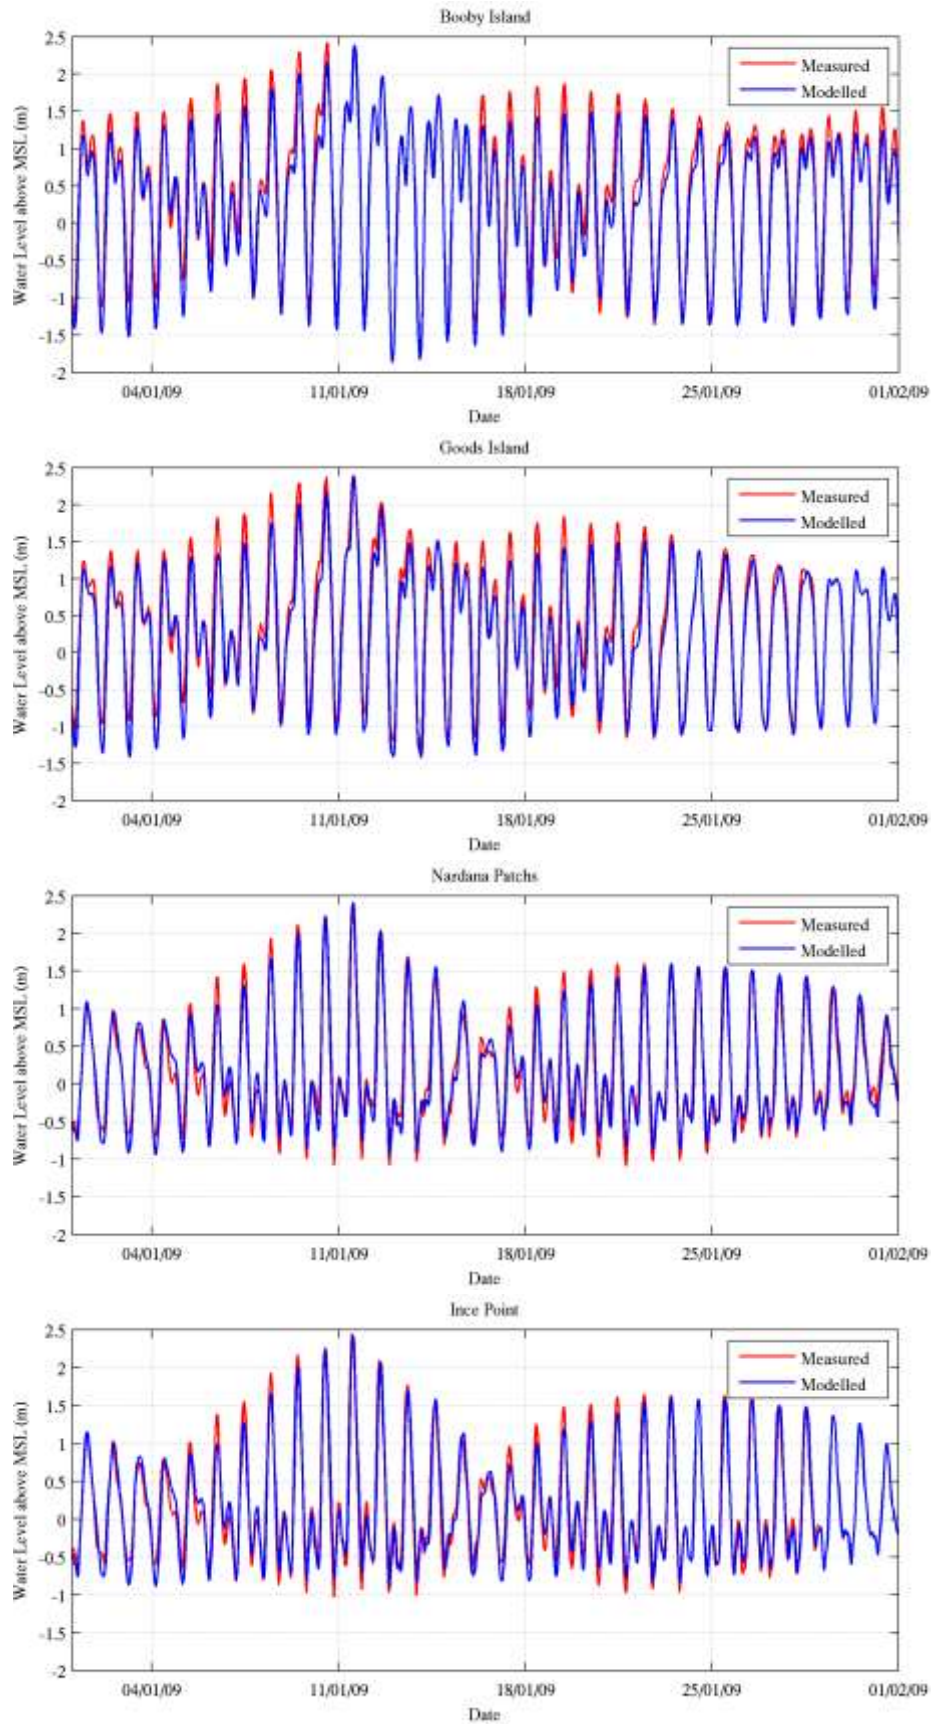 Booby Island
2.5
2
1.5
1
0.5
0
-0.5
-1
-1.5
-2
Water Level above MSL (m)
Measured
Modelled
04/01/09 11/01/09 18/01/09 25/01/09 01/02/09
Date
Goods Island
2.5
2
1.5
1
0.5
0
-0.5
-1
-1.5
-2
Water Level above MSL (m)
Measured
Modelled
04/01/09 11/01/09 18/01/09 25/01/09 01/02/09
Date
Nardana Patchs
2.5
2
1.5
1
0.5
0
-0.5
-1
-1.5
-2
Water Level above MSL (m)
Measured
Modelled
04/01/09 11/01/09 18/01/09 25/01/09 01/02/09
Date
Ince Point
2.5
2
1.5
1
0.5
0
-0.5
-1
-1.5
-2
Water Level above MSL (m)
Measured
Modelled
04/01/09 11/01/09 18/01/09 25/01/09 01/02/09
Date